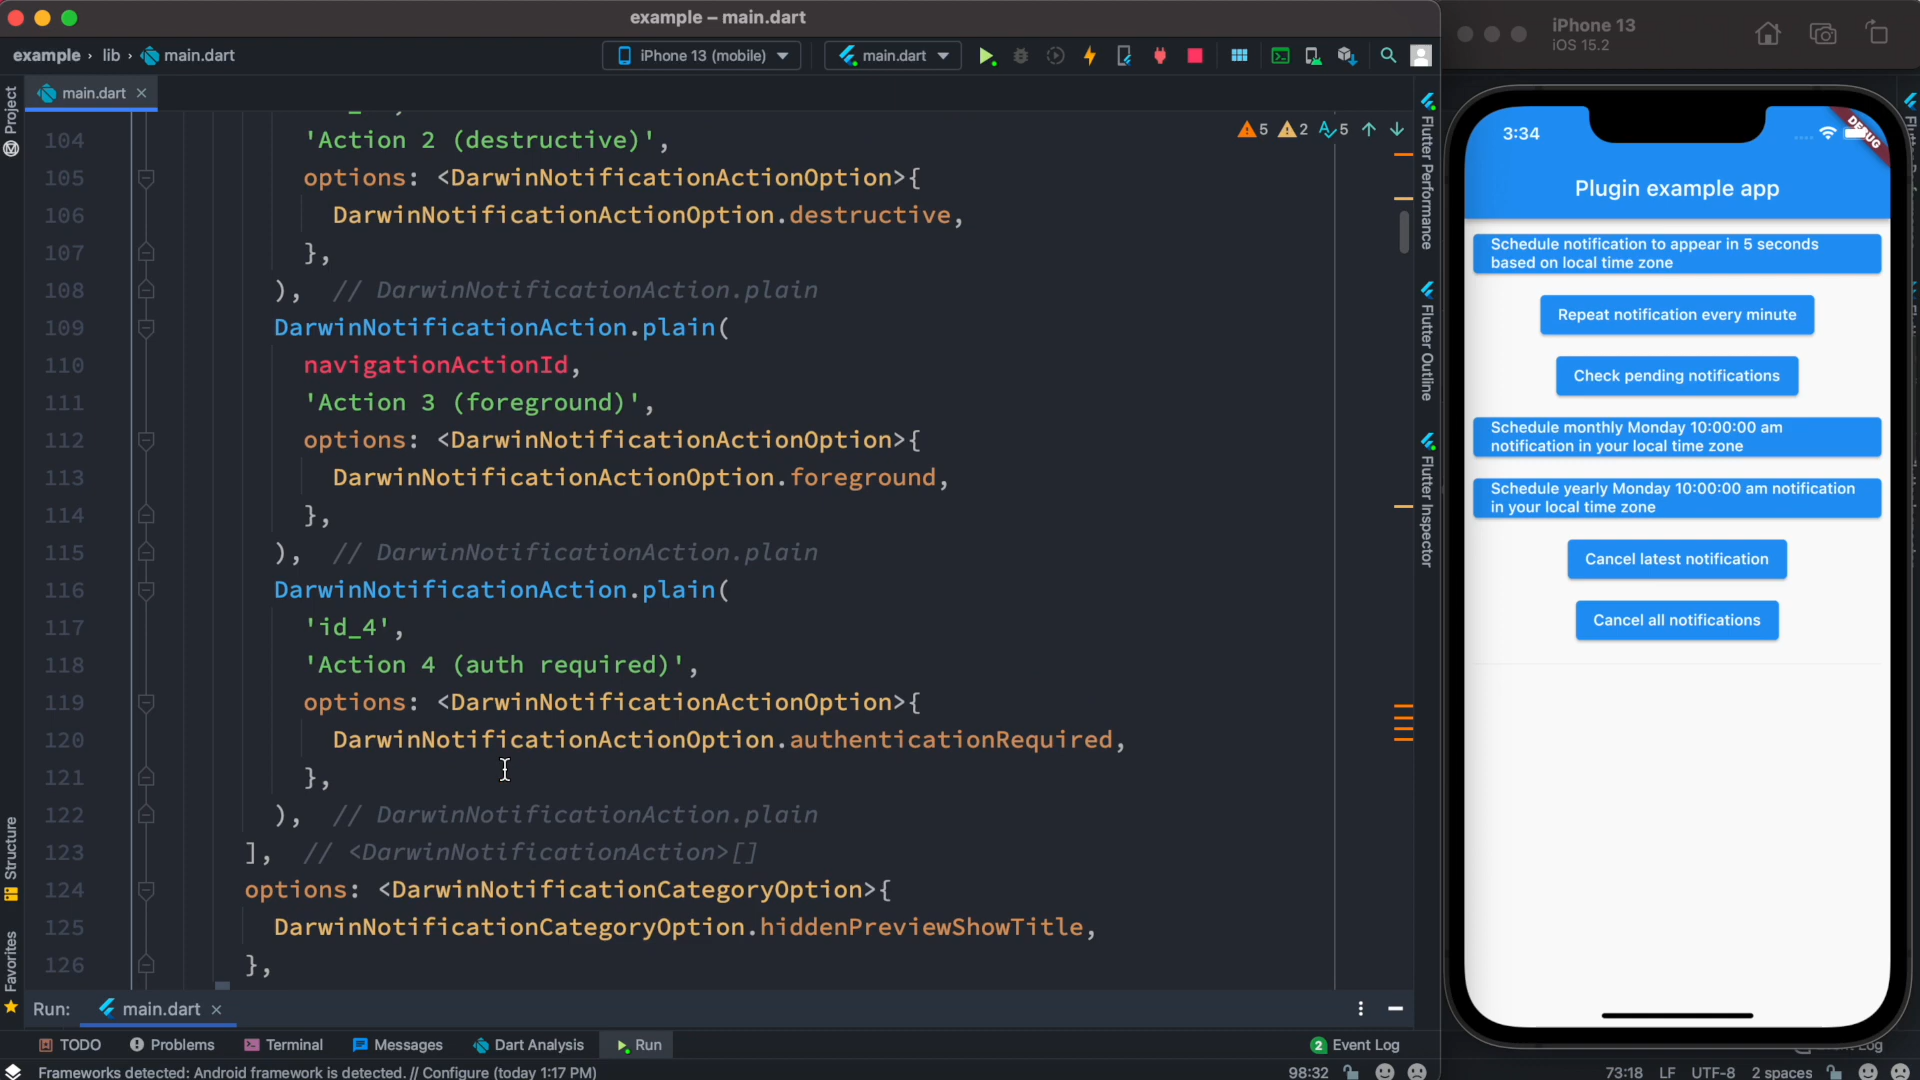 example – main.dart
example › lib › main.dart
iPhone 13 (mobile)
main.dart
main.dart
Project
Structure
Favorites
5 2 5
104 'Action 2 (destructive)',
105 options: <DarwinNotificationActionOption>{
106 DarwinNotificationActionOption.destructive,
107 },
108 ), // DarwinNotificationAction.plain
109 DarwinNotificationAction.plain(
110 navigationActionId,
111 'Action 3 (foreground)',
112 options: <DarwinNotificationActionOption>{
113 DarwinNotificationActionOption.foreground,
114 },
115 ), // DarwinNotificationAction.plain
116 DarwinNotificationAction.plain(
117 'id_4',
118 'Action 4 (auth required)',
119 options: <DarwinNotificationActionOption>{
120 DarwinNotificationActionOption.authenticationRequired,
121 },
122 ), // DarwinNotificationAction.plain
123 ], // <DarwinNotificationAction>[]
124 options: <DarwinNotificationCategoryOption>{
125 DarwinNotificationCategoryOption.hiddenPreviewShowTitle,
126 },
Flutter Performance
Flutter Outline
Flutter Inspector
Run: main.dart
TODO Problems Terminal Messages Dart Analysis Run
2 Event Log
Frameworks detected: Android framework is detected. // Configure (today 1:17 PM)
98:32
iPhone 13
iOS 15.2
3:34
DEBUG
Plugin example app
Schedule notification to appear in 5 seconds
based on local time zone
Repeat notification every minute
Check pending notifications
Schedule monthly Monday 10:00:00 am
notification in your local time zone
Schedule yearly Monday 10:00:00 am notification
in your local time zone
Cancel latest notification
Cancel all notifications
73:18 LF UTF-8 2 spaces